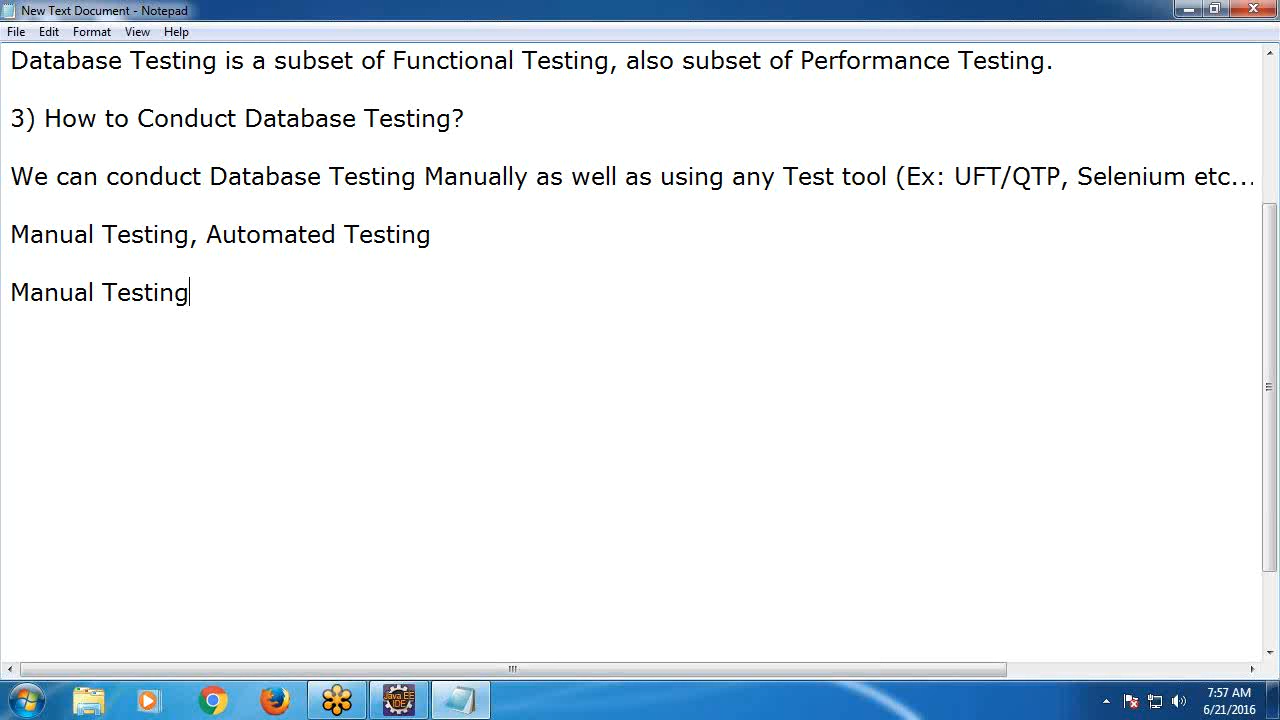 New Text Document - Notepad
File Edit Format View Help
Database Testing is a subset of Functional Testing, also subset of Performance Testing.
3) How to Conduct Database Testing?
We can conduct Database Testing Manually as well as using any Test tool (Ex: UFT/QTP, Selenium etc...
Manual Testing, Automated Testing
Manual Testing
Java EE
IDE
7:57 AM
6/21/2016